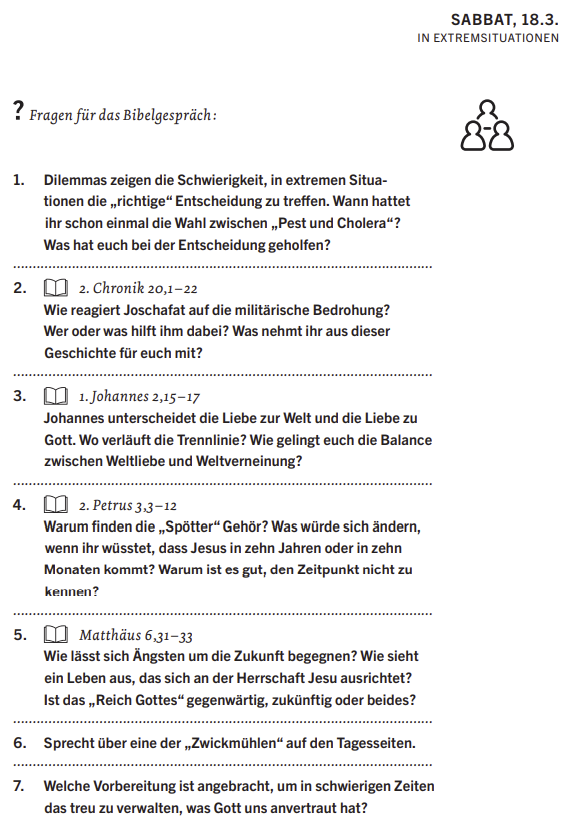 SABBAT, 18.3.
IN EXTREMSITUATIONEN
? Fragen für das Bibelgespräch:
1. Dilemmas zeigen die Schwierigkeit, in extremen Situa-
tionen die „richtige“ Entscheidung zu treffen. Wann hattet
ihr schon einmal die Wahl zwischen „Pest und Cholera“?
Was hat euch bei der Entscheidung geholfen?
2. 2. Chronik 20,1–22
Wie reagiert Joschafat auf die militärische Bedrohung?
Wer oder was hilft ihm dabei? Was nehmt ihr aus dieser
Geschichte für euch mit?
3. 1. Johannes 2,15–17
Johannes unterscheidet die Liebe zur Welt und die Liebe zu
Gott. Wo verläuft die Trennlinie? Wie gelingt euch die Balance
zwischen Weltliebe und Weltverneinung?
4. 2. Petrus 3,3–12
Warum finden die „Spötter“ Gehör? Was würde sich ändern,
wenn ihr wüsstet, dass Jesus in zehn Jahren oder in zehn
Monaten kommt? Warum ist es gut, den Zeitpunkt nicht zu
kennen?
5. Matthäus 6,31–33
Wie lässt sich Ängsten um die Zukunft begegnen? Wie sieht
ein Leben aus, das sich an der Herrschaft Jesu ausrichtet?
Ist das „Reich Gottes“ gegenwärtig, zukünftig oder beides?
6. Sprecht über eine der „Zwickmühlen“ auf den Tagesseiten.
7. Welche Vorbereitung ist angebracht, um in schwierigen Zeiten
das treu zu verwalten, was Gott uns anvertraut hat?